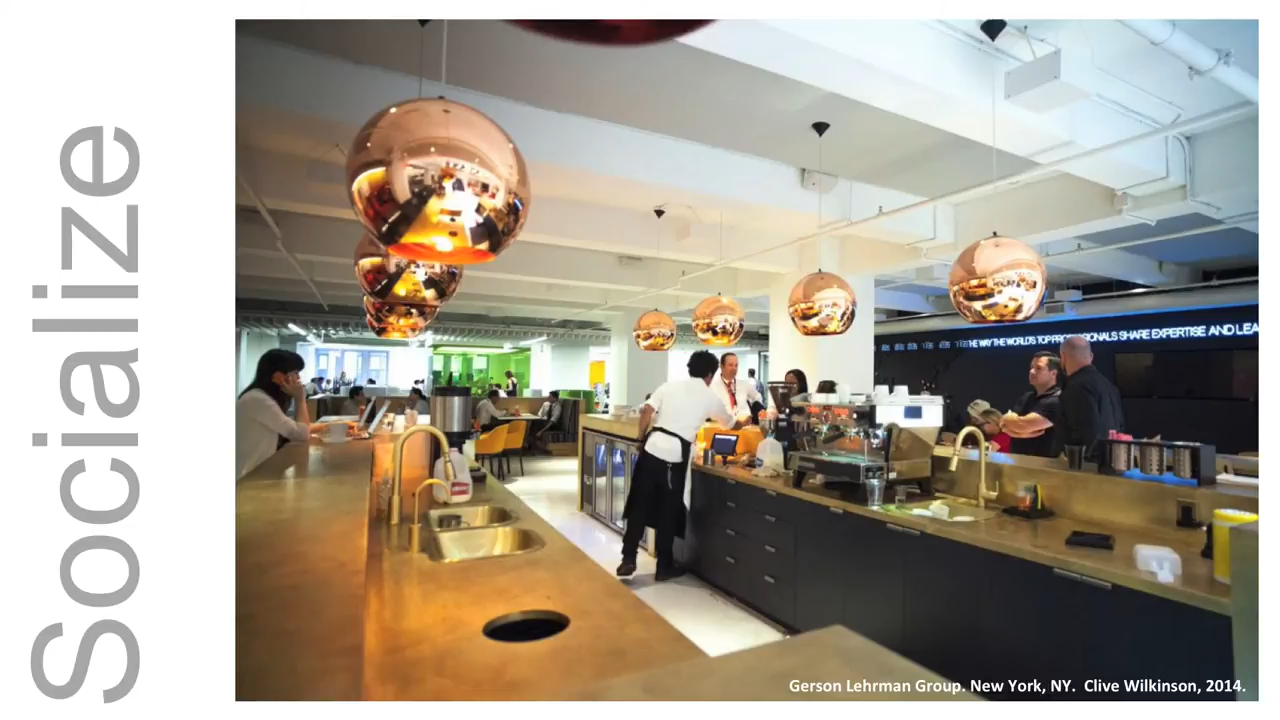 Socialize
THE WAY THE WORLD'S TOP PROFESSIONALS SHARE EXPERTISE AND LEA
Gerson Lehrman Group. New York, NY.  Clive Wilkinson, 2014.